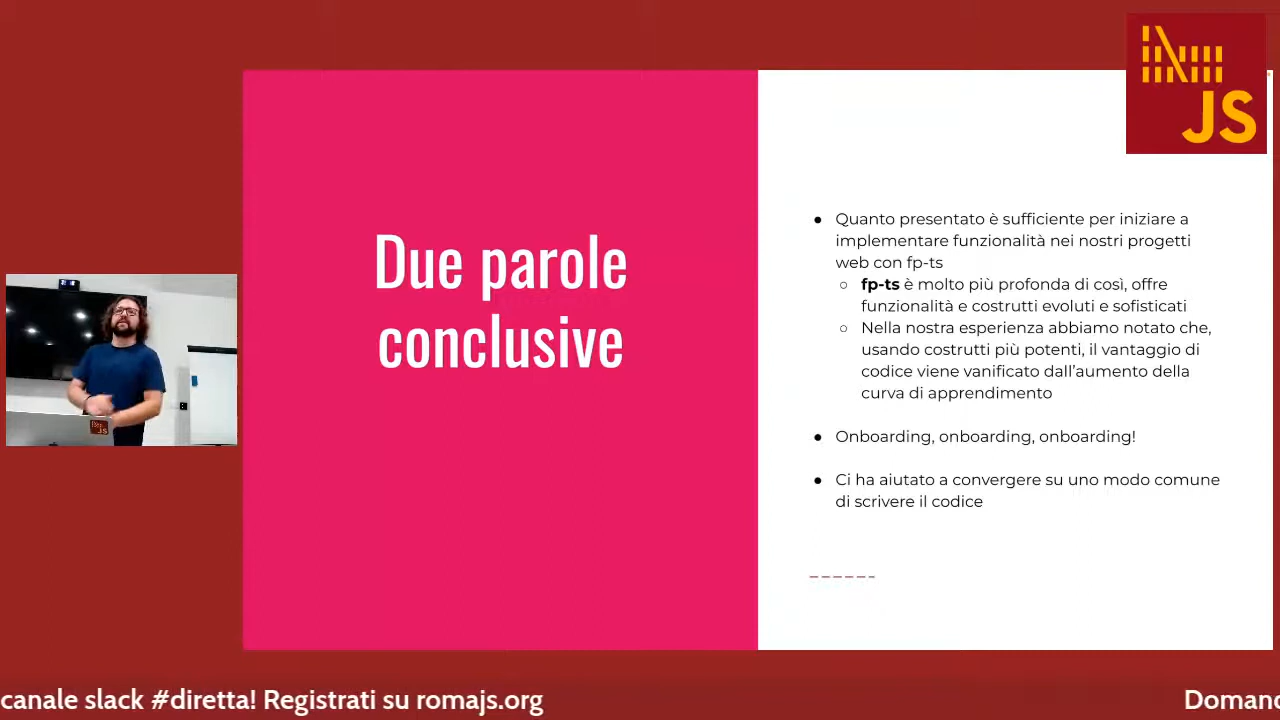 JS
Due parole
conclusive
Quanto presentato è sufficiente per iniziare a
implementare funzionalità nei nostri progetti
web con fp-ts
fp-ts è molto più profonda di così, offre
funzionalità e costrutti evoluti e sofisticati
Nella nostra esperienza abbiamo notato che,
usando costrutti più potenti, il vantaggio di
codice viene vanificato dall'aumento della
curva di apprendimento
Onboarding, onboarding, onboarding!
Ci ha aiutato a convergere su uno modo comune
di scrivere il codice
JS
canale slack #diretta! Registrati su romajs.org